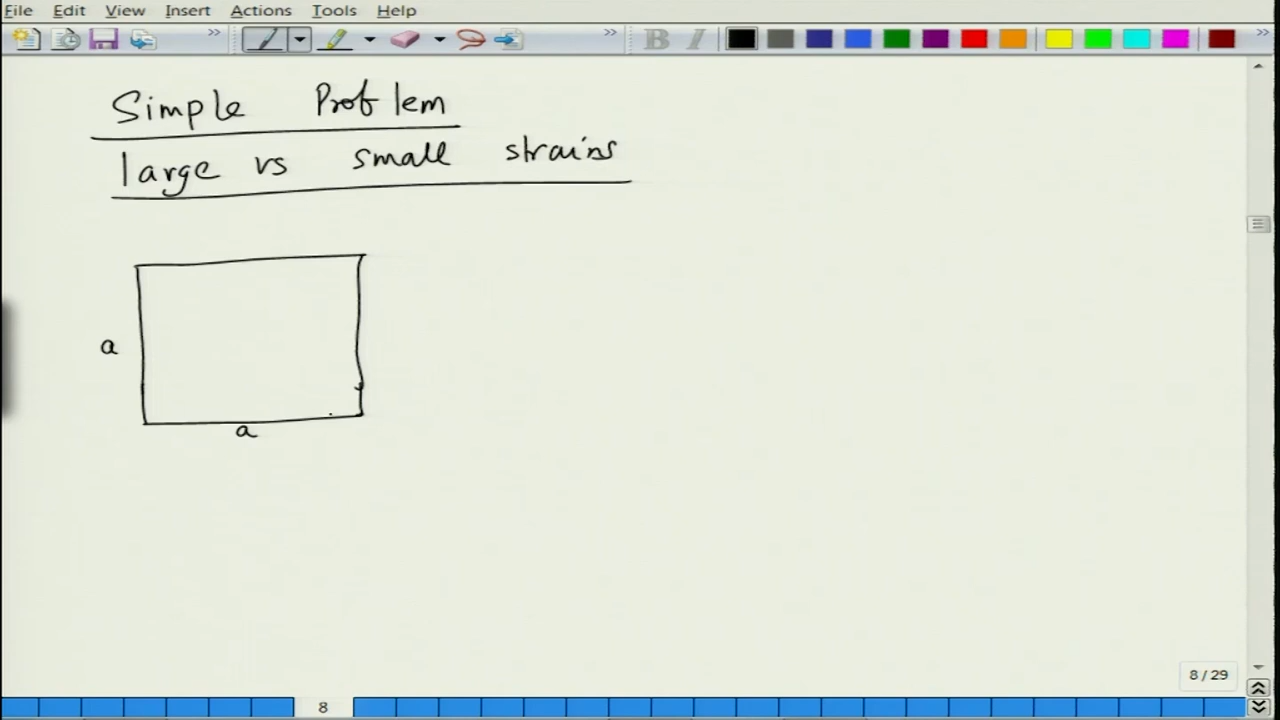 File Edit View Insert Actions Tools Help
B I
Simple Problem
large vs small strains
a
a
8 / 29
8